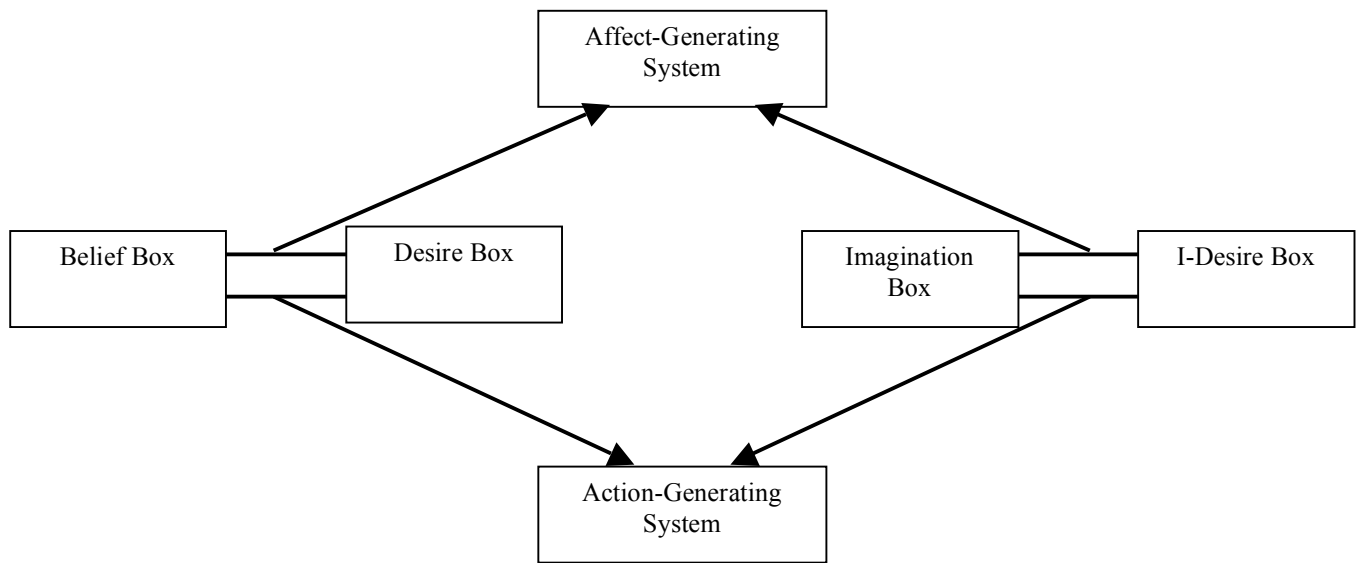 Affect-Generating
System
Belief Box
Desire Box
Imagination
Box
I-Desire Box
Action-Generating
System